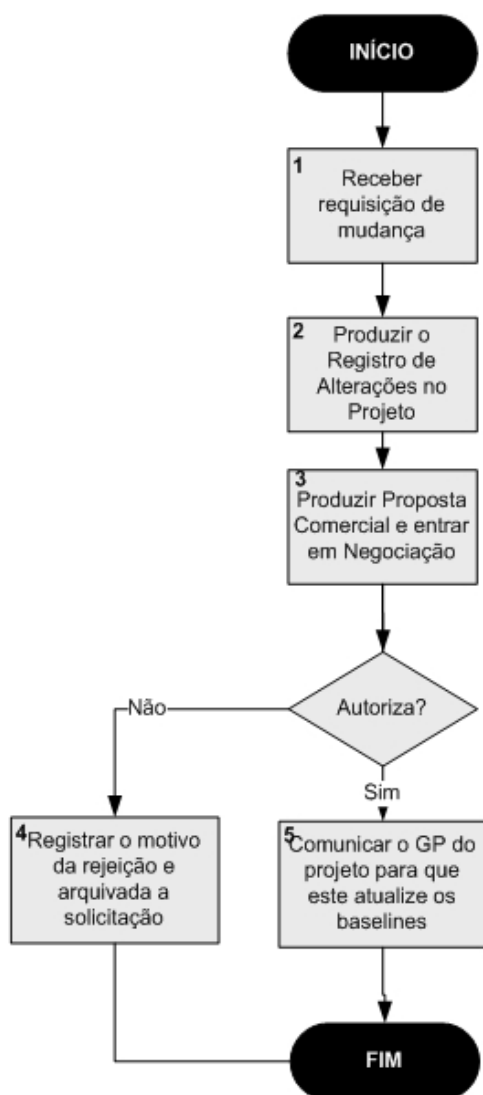 INÍCIO
1
Receber
requisição de
mudança
2
Produzir o
Registro de
Alterações no
Projeto
3
Produzir Proposta
Comercial e entrar
em Negociação
Autoriza?
Não
Sim
4
Registrar o motivo
da rejeição e
arquivada a
solicitação
5
Comunicar o GP do
projeto para que
este atualize os
baselines
FIM